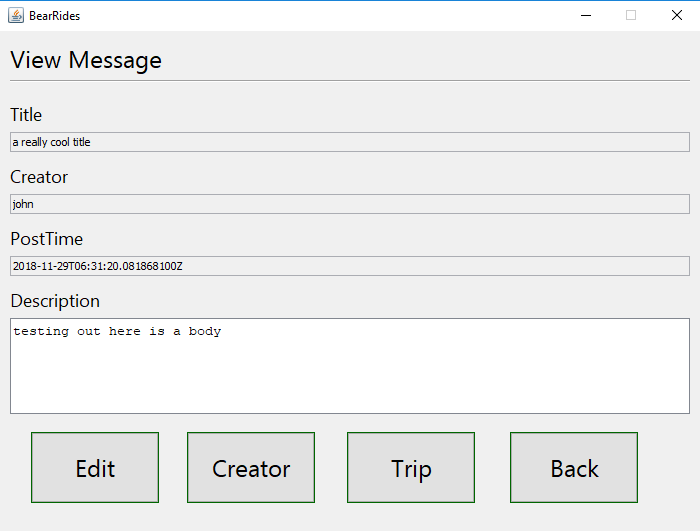 BearRides
View Message
Title
a really cool title
Creator
john
PostTime
2018-11-29T06:31:20.081868100Z
Description
testing out here is a body
Edit Creator Trip Back